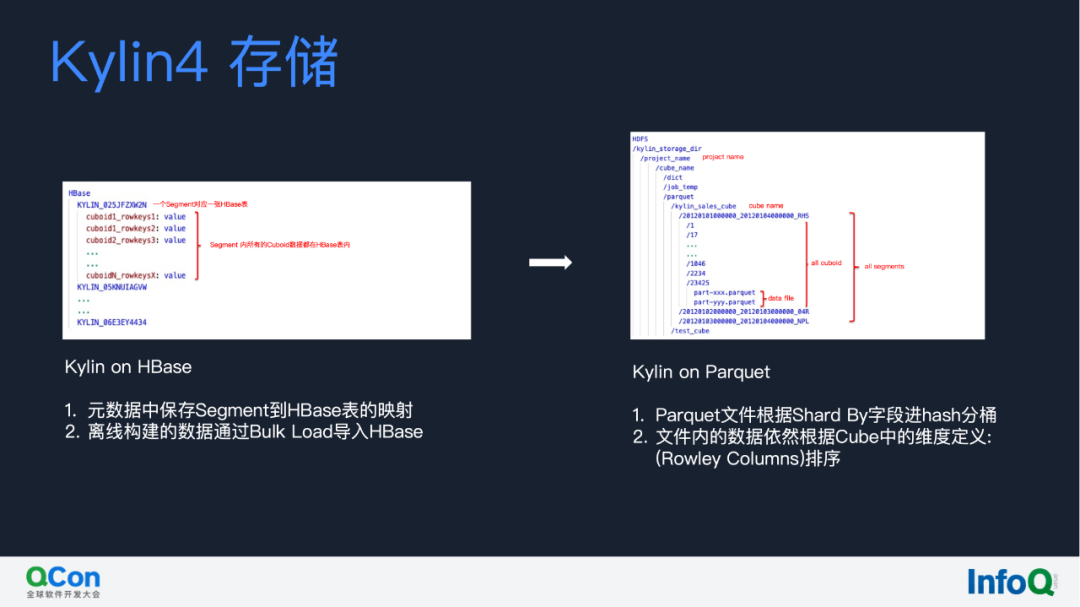 Kylin4 存储
HBase
KYLIN_025JFZXW2N 一个Segment对应一张HBase表
cuboid1_rowkeys1: value
cuboid1_rowkeys2: value
cuboid2_rowkeys3: value
...
...
cuboidN_rowkeysX: value
Segment 内所有的Cuboid数据都在HBase表内
KYLIN_05KNUIAGVW
...
...
KYLIN_06E3EY4434
Kylin on HBase
1. 元数据中保存Segment到HBase表的映射
2. 离线构建的数据通过Bulk Load导入HBase
HDFS
/kylin_storage_dir
/project_name project name
/cube_name
/dict
/job_temp
/parquet
/kylin_sales_cube cube name
/20120101000000_20120104000000_RHS
/1
/17
...
...
/1046
/2234
/23425
part-xxx.parquet
part-yyy.parquet
data file
all cuboid
all segments
/20120102000000_20120103000000_04R
/20120103000000_20120104000000_NPL
/test_cube
Kylin on Parquet
1. Parquet文件根据Shard By字段进hash分桶
2. 文件内的数据依然根据Cube中的维度定义:
(Rowley Columns)排序
QCon
全球软件开发大会
InfoQ